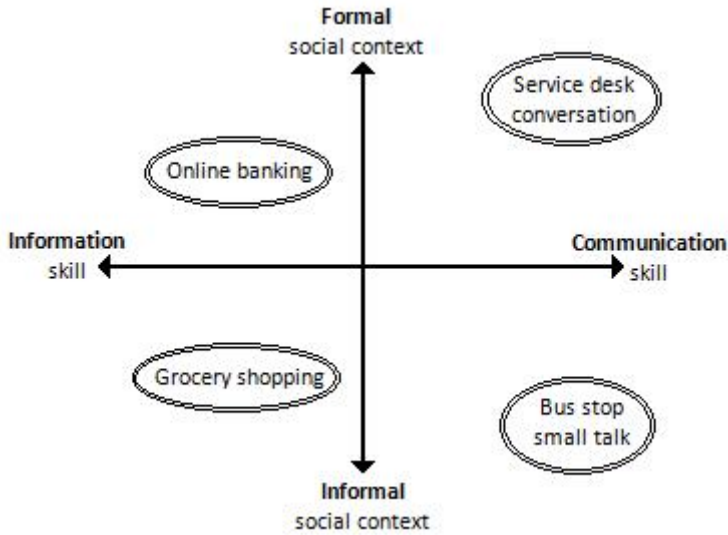 Formal
social context
Service desk
conversation
Online banking
Information
skill
Communication
skill
Grocery shopping
Bus stop
small talk
Informal
social context